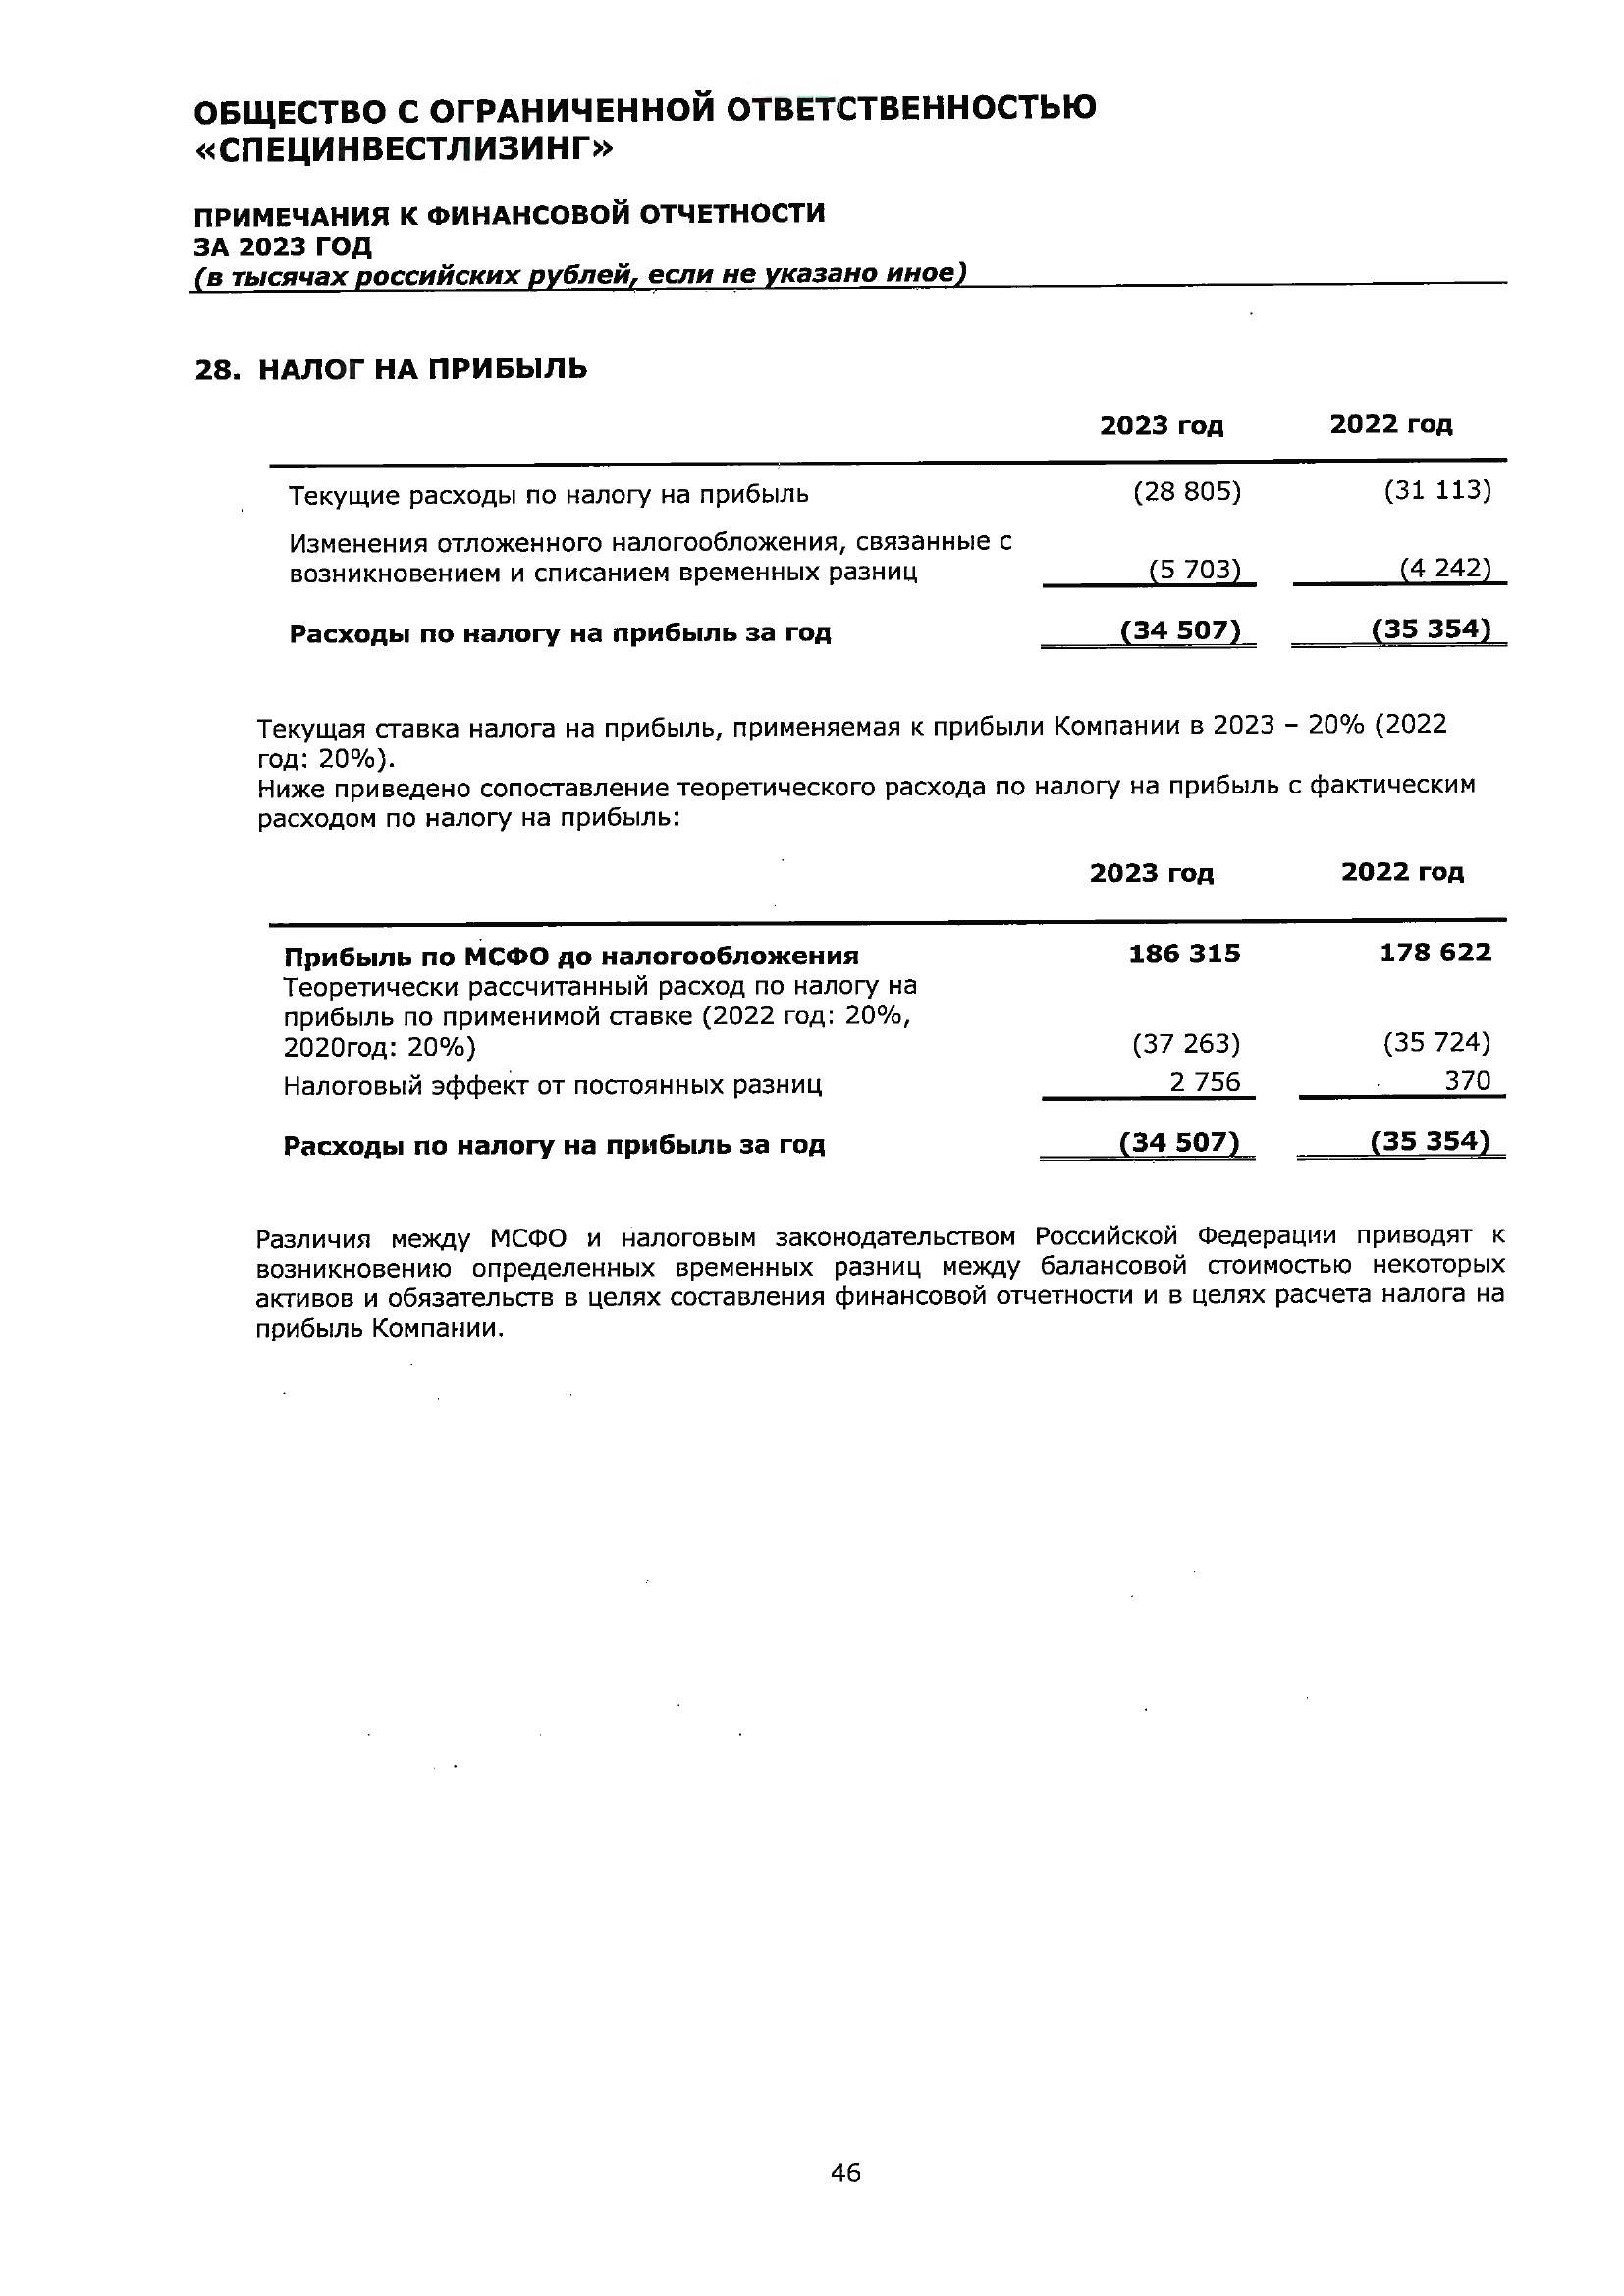 ОБЩЕСТВО С ОГРАНИЧЕННОЙ ОТВЕТСТВЕННОСТЬЮ
«СПЕЦИНВЕСТЛИЗИНГ»
ПРИМЕЧАНИЯ К ФИНАНСОВОЙ ОТЧЕТНОСТИ
ЗА 2023 ГОД
(в тысячах российских рублей, если не указано иное)
28. НАЛОГ НА ПРИБЫЛЬ
2023 год 2022 год
Текущие расходы по налогу на прибыль (28 805) (31 113)
Изменения отложенного налогообложения, связанные с
возникновением и списанием временных разниц (5 703) (4 242)
Расходы по налогу на прибыль за год (34 507) (35 354)
Текущая ставка налога на прибыль, применяемая к прибыли Компании в 2023 – 20% (2022
год: 20%).
Ниже приведено сопоставление теоретического расхода по налогу на прибыль с фактическим
расходом по налогу на прибыль:
2023 год 2022 год
Прибыль по МСФО до налогообложения 186 315 178 622
Теоретически рассчитанный расход по налогу на
прибыль по применимой ставке (2022 год: 20%,
2020год: 20%) (37 263) (35 724)
Налоговый эффект от постоянных разниц 2 756 370
Расходы по налогу на прибыль за год (34 507) (35 354)
Различия между МСФО и налоговым законодательством Российской Федерации приводят к
возникновению определенных временных разниц между балансовой стоимостью некоторых
активов и обязательств в целях составления финансовой отчетности и в целях расчета налога на
прибыль Компании.
46